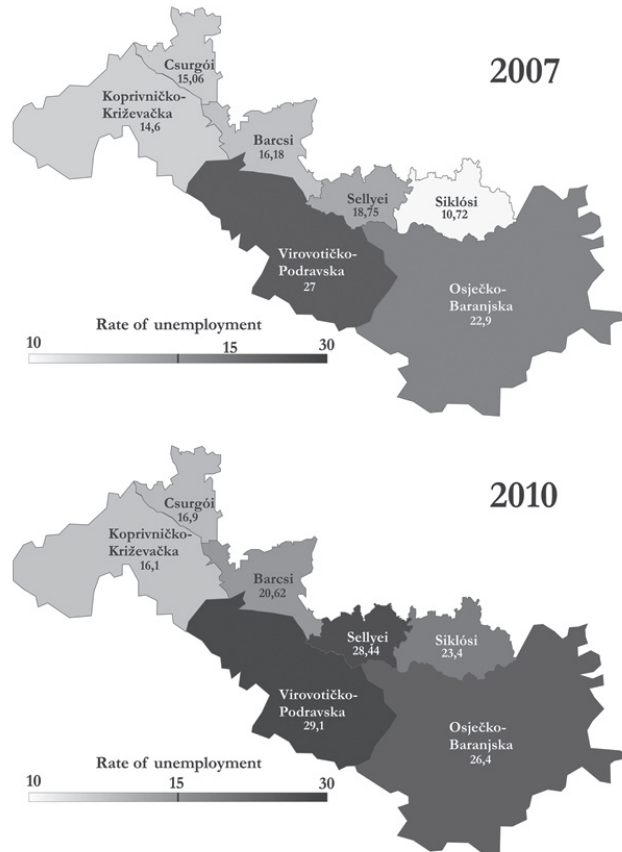 2007
Csurgói
15,06
Koprivničko-
Križevačka
14,6
Barcsi
16,18
Sellyei
18,75
Siklósi
10,72
Virovotičko-
Podravska
27
Osječko-
Baranjska
22,9
Rate of unemployment
10 15 30
2010
Csurgói
16,9
Koprivničko-
Križevačka
16,1
Barcsi
20,62
Sellyei
28,44
Siklósi
23,4
Virovotičko-
Podravska
29,1
Osječko-
Baranjska
26,4
Rate of unemployment
10 15 30